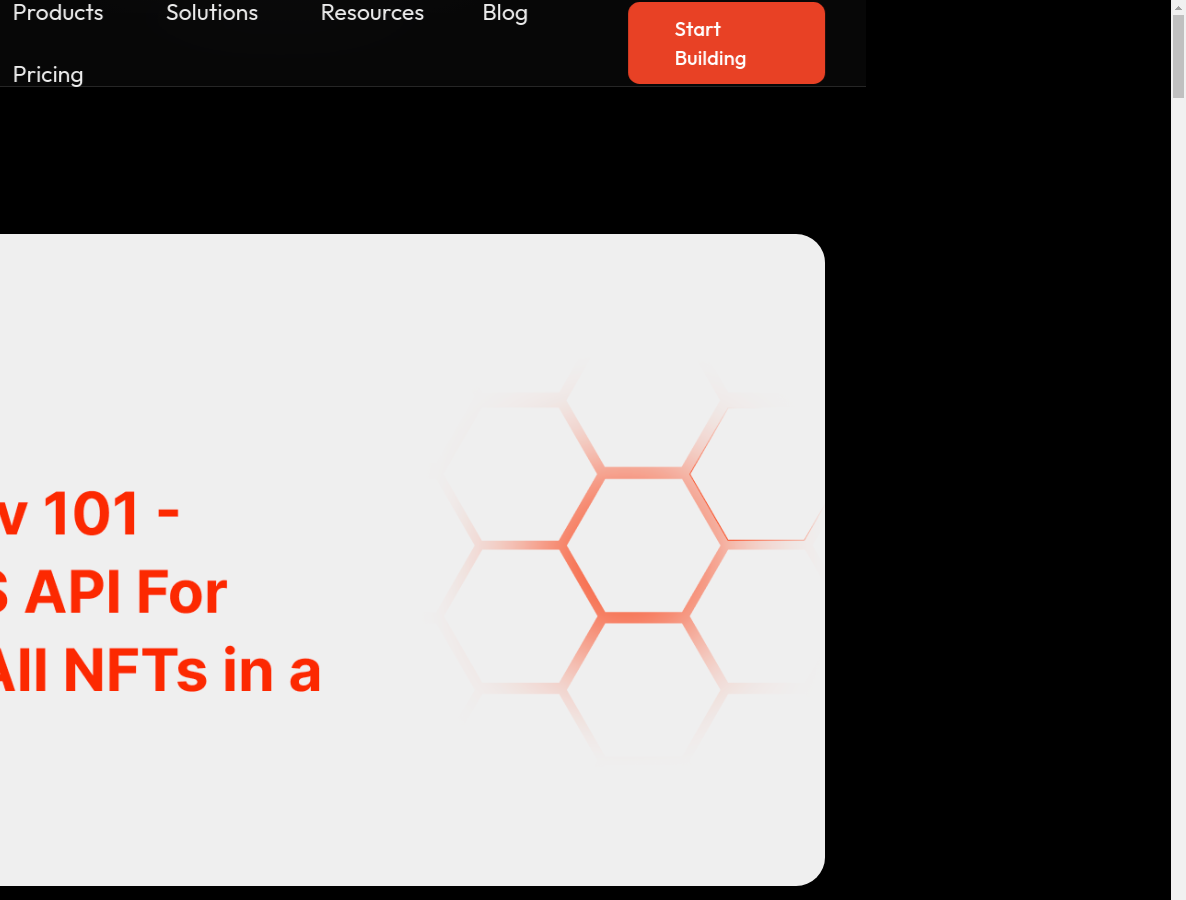 Products Solutions Resources Blog
Pricing
Start
Building
v 101 -
API For
All NFTs in a